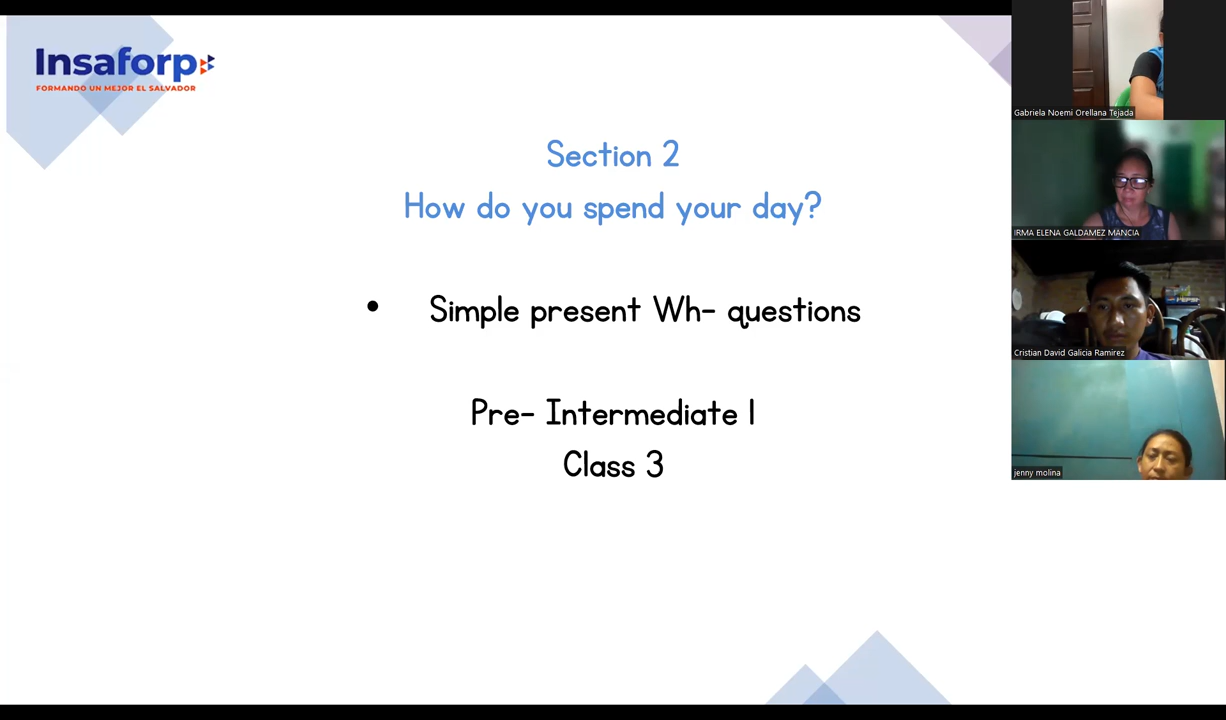 Insaforp
FORMANDO UN MEJOR EL SALVADOR
Section 2
How do you spend your day?
• Simple present Wh- questions
Pre- Intermediate I
Class 3
Gabriela Noemi Orellana Tejada
IRMA ELENA GALDAMEZ MANCIA
Cristian David Galicia Ramirez
jenny molina